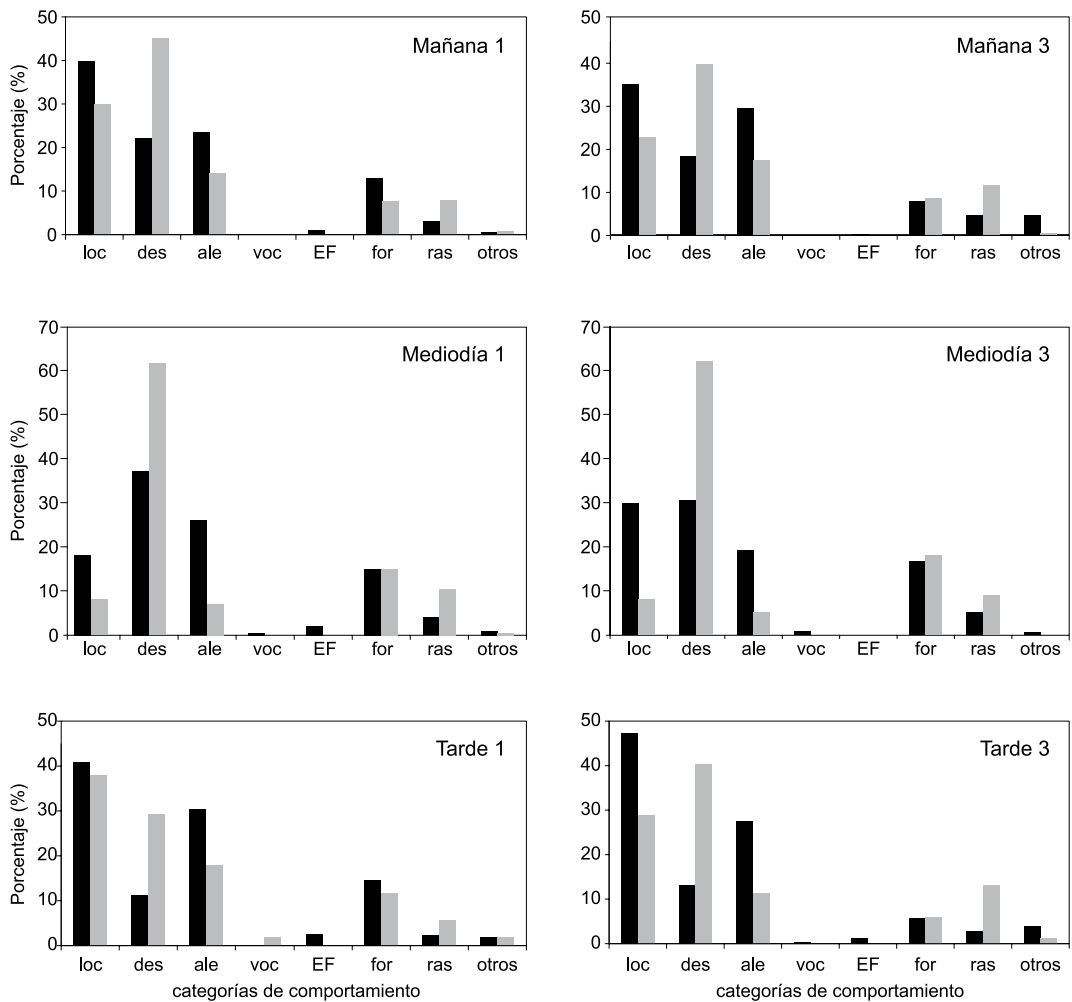 Mañana 1
Porcentaje (%)
50
40
30
20
10
0
loc des ale voc EF for ras otros
Mañana 3
50
40
30
20
10
0
loc des ale voc EF for ras otros
Mediodía 1
Porcentaje (%)
70
60
50
40
30
20
10
0
loc des ale voc EF for ras otros
Mediodía 3
70
60
50
40
30
20
10
0
loc des ale voc EF for ras otros
Tarde 1
Porcentaje (%)
50
40
30
20
10
0
loc des ale voc EF for ras otros
categorías de comportamiento
Tarde 3
50
40
30
20
10
0
loc des ale voc EF for ras otros
categorías de comportamiento